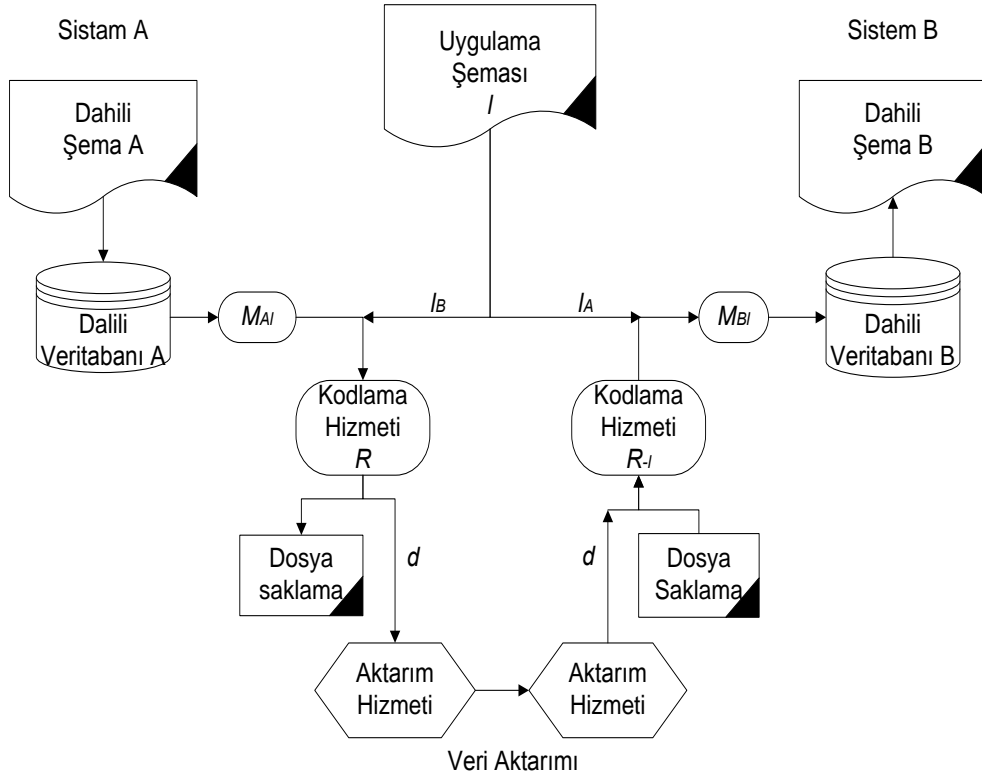 Sistam A
Uygulama
Şeması
I
Sistem B
Dahili
Şema A
Dahili
Şema B
Dalili
Veritabanı A
MAI
IB
IA
MBI
Dahili
Veritabanı B
Kodlama
Hizmeti
R
Kodlama
Hizmeti
R-I
Dosya
saklama
d
d
Dosya
Saklama
Aktarım
Hizmeti
Aktarım
Hizmeti
Veri Aktarımı